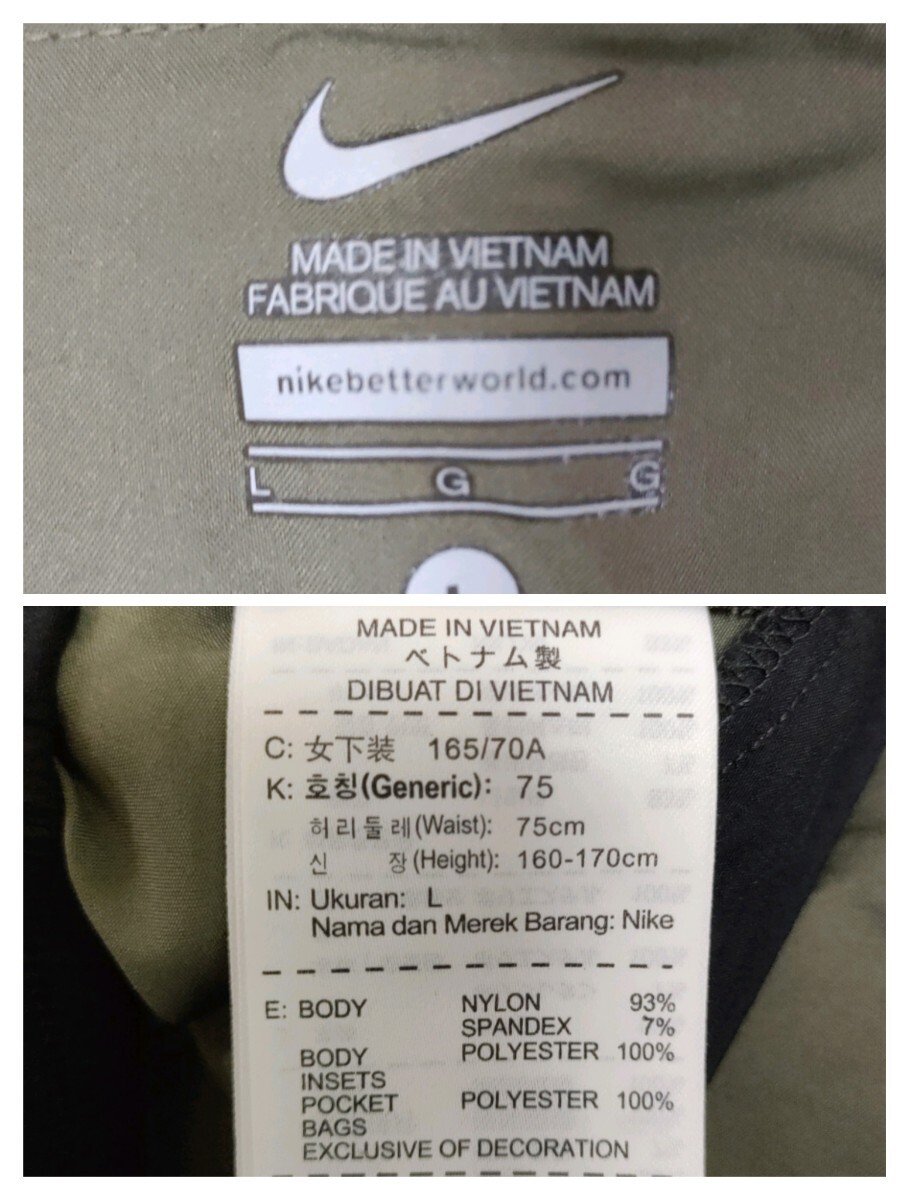 MADE IN VIETNAM
FABRIQUE AU VIETNAM
nikebetterworld.com
L G G
MADE IN VIETNAM
ベトナム製
DIBUAT DI VIETNAM
C: 女下装 165/70A
K: 호칭(Generic): 75
허리둘레(Waist): 75cm
신 장(Height): 160-170cm
IN: Ukuran: L
Nama dan Merek Barang: Nike
E: BODY NYLON 93%
SPANDEX 7%
BODY POLYESTER 100%
INSETS
POCKET POLYESTER 100%
BAGS
EXCLUSIVE OF DECORATION